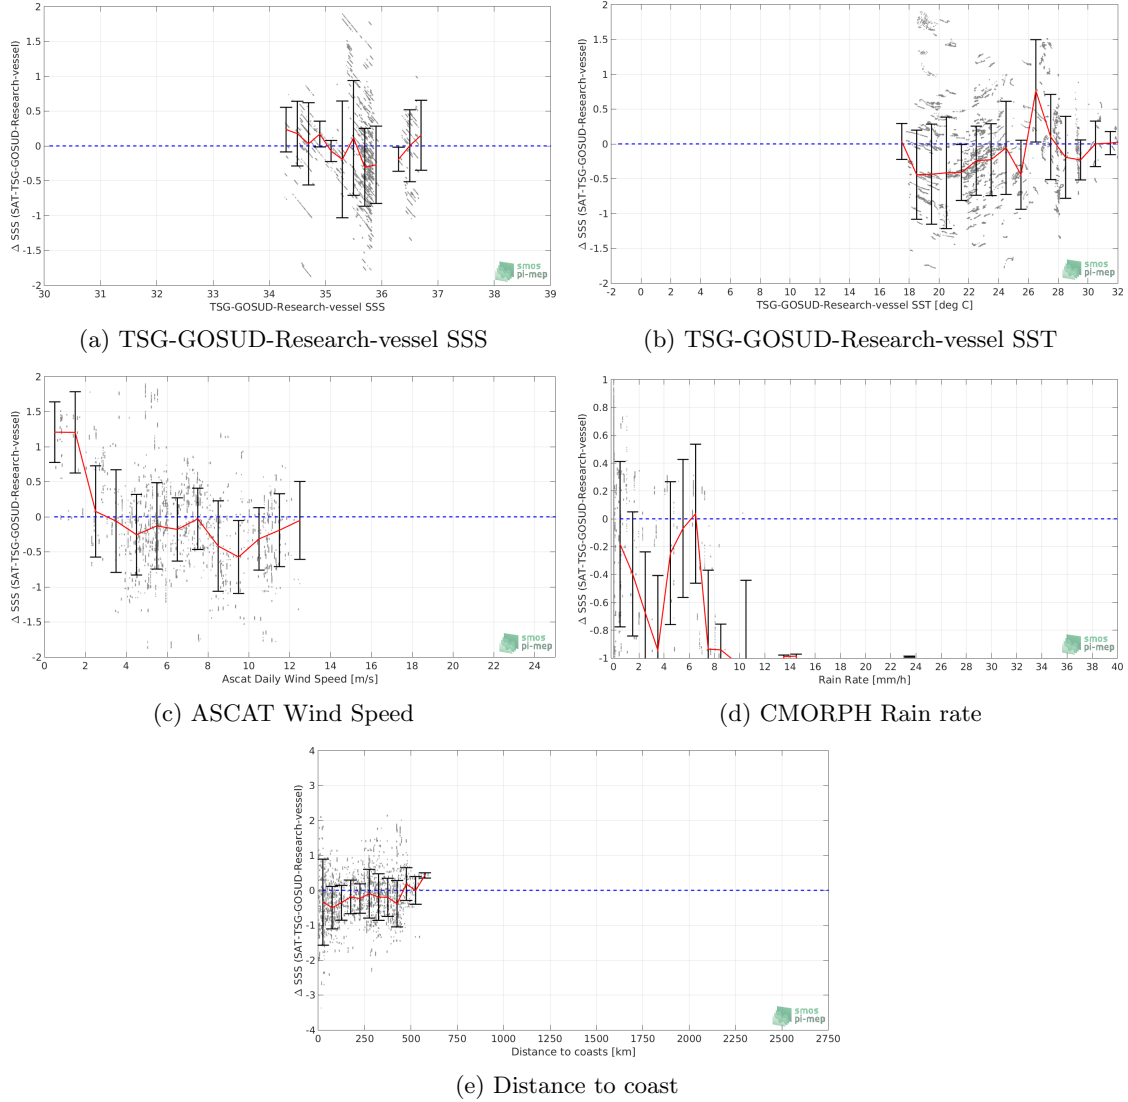 Δ SSS (SAT-TSG-GOSUD-Research-vessel)
2
1.5
1
0.5
0
-0.5
-1
-1.5
-2
30 31 32 33 34 35 36 37 38 39
TSG-GOSUD-Research-vessel SSS
smos
pi-mep
(a) TSG-GOSUD-Research-vessel SSS
Δ SSS (SAT-TSG-GOSUD-Research-vessel)
2
1.5
1
0.5
0
-0.5
-1
-1.5
-2
-2 0 2 4 6 8 10 12 14 16 18 20 22 24 26 28 30 32
TSG-GOSUD-Research-vessel SST [deg C]
smos
pi-mep
(b) TSG-GOSUD-Research-vessel SST
Δ SSS (SAT-TSG-GOSUD-Research-vessel)
2
1.5
1
0.5
0
-0.5
-1
-1.5
-2
0 2 4 6 8 10 12 14 16 18 20 22 24
Ascat Daily Wind Speed [m/s]
smos
pi-mep
(c) ASCAT Wind Speed
Δ SSS (SAT-TSG-GOSUD-Research-vessel)
1
0.8
0.6
0.4
0.2
0
-0.2
-0.4
-0.6
-0.8
-1
0 2 4 6 8 10 12 14 16 18 20 22 24 26 28 30 32 34 36 38 40
Rain Rate [mm/h]
smos
pi-mep
(d) CMORPH Rain rate
Δ SSS (SAT-TSG-GOSUD-Research-vessel)
4
3
2
1
0
-1
-2
-3
-4
0 250 500 750 1000 1250 1500 1750 2000 2250 2500 2750
Distance to coasts [km]
smos
pi-mep
(e) Distance to coast